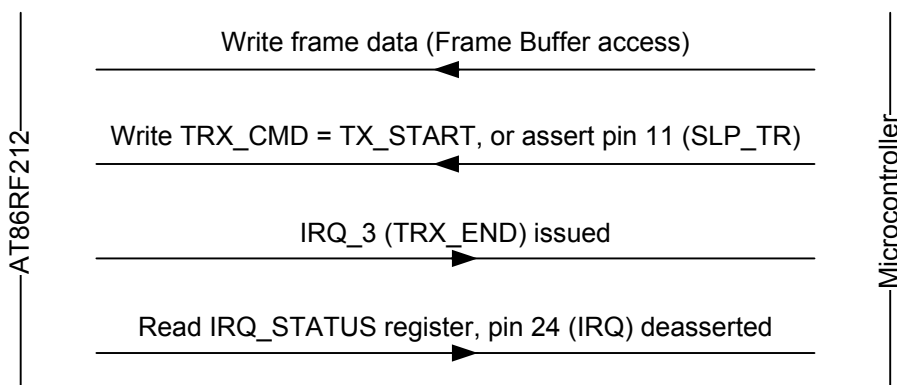 Write frame data (Frame Buffer access)
Write TRX_CMD = TX_START, or assert pin 11 (SLP_TR)
IRQ_3 (TRX_END) issued
Read IRQ_STATUS register, pin 24 (IRQ) deasserted
AT86RF212
Microcontroller